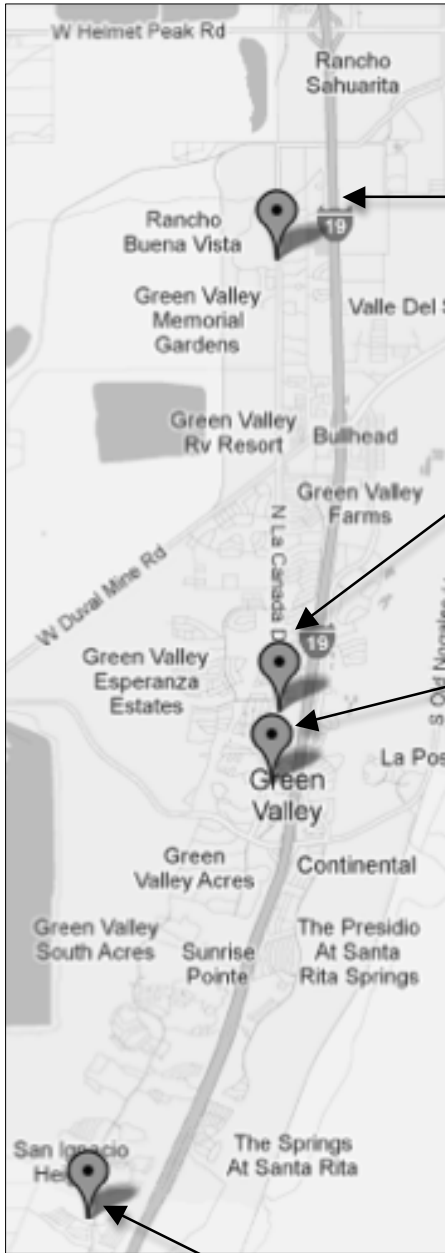 W Helmet Peak Rd
Rancho
Sahuarita
19
Rancho
Buena Vista
Green Valley
Memorial
Gardens
Valle Del S
Green Valley
Rv Resort
Bullhead
Green Valley
Farms
N La Canada D
W Duval Mine Rd
19
Green Valley
Esperanza
Estates
S Old Nogales
La Pos
Green
Valley
Green
Valley Acres
Continental
Green Valley
South Acres
Sunrise
Pointe
The Presidio
At Santa
Rita Springs
San Ignacio
He
The Springs
At Santa Rita